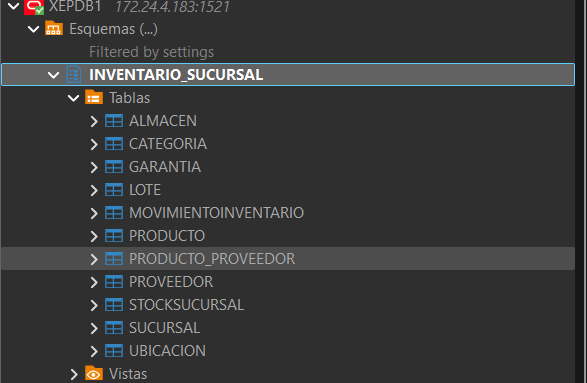 XEPDB1 172.24.4.183:1521
Esquemas (...)
Filtered by settings
INVENTARIO_SUCURSAL
Tablas
ALMACEN
CATEGORIA
GARANTIA
LOTE
MOVIMIENTOINVENTARIO
PRODUCTO
PRODUCTO_PROVEEDOR
PROVEEDOR
STOCKSUCURSAL
SUCURSAL
UBICACION
Vistas